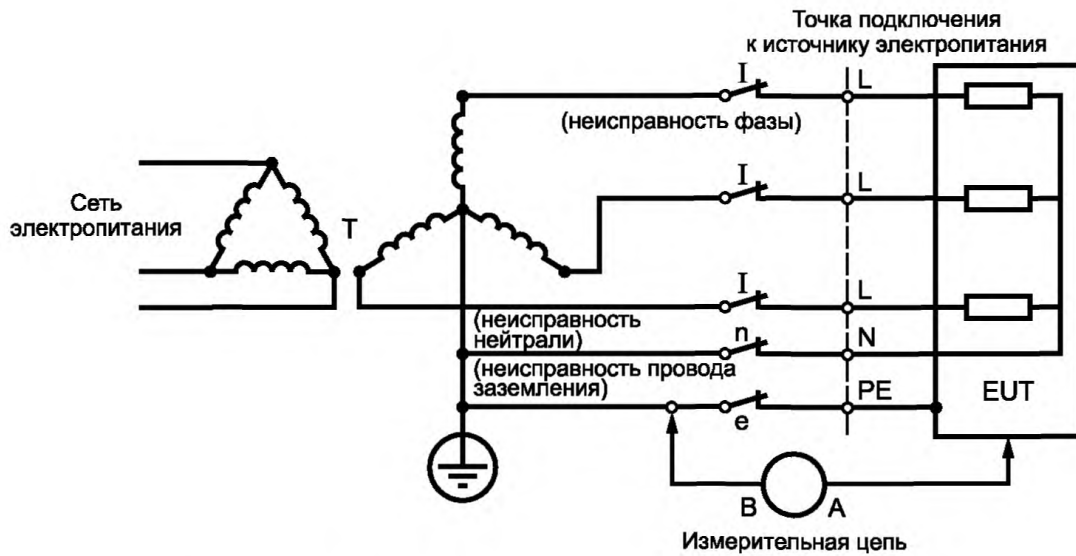 Точка подключения
к источнику электропитания
I
L
(неисправность фазы)
I
L
Сеть
электропитания
T
I
L
(неисправность
нейтрали)
n
N
(неисправность провода
заземления)
e
PE
EUT
B
A
Измерительная цепь